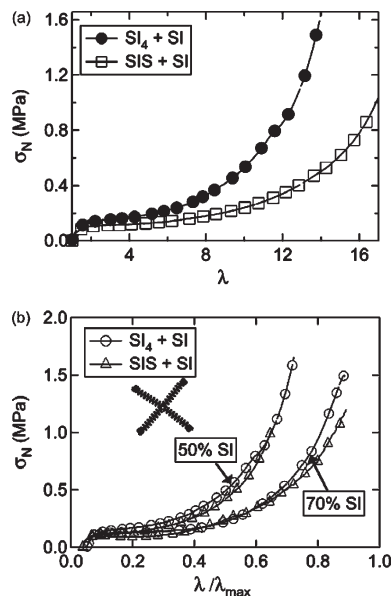 (a)
1.6
1.2
0.8
0.4
0.0
σN (MPa)
SI4 + SI
SIS + SI
4 8 12 16
λ
(b)
2.0
1.5
1.0
0.5
0.0
σN (MPa)
SI4 + SI
SIS + SI
50% SI
70% SI
0.0 0.2 0.4 0.6 0.8 1.0
λ /λmax